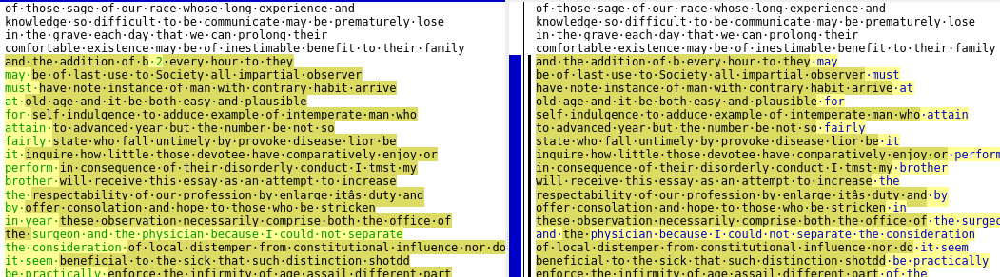 of those sage of our race whose long experience and
knowledge so difficult to be communicate may be prematurely lose
in the grave each day that we can prolong their
comfortable existence may be of inestimable benefit to their family
and the addition of b 2 every hour to they
may be of last use to Society all impartial observer
must have note instance of man with contrary habit arrive
at old age and it be both easy and plausible
for self indulgence to adduce example of intemperate man who
attain to advanced year but the number be not so
fairly state who fall untimely by provoke disease lior be
it inquire how little those devotee have comparatively enjoy or
perform in consequence of their disorderly conduct I tmst my
brother will receive this essay as an attempt to increase
the respectability of our profession by enlarge itâs duty and
by offer consolation and hope to those who be stricken
in year these observation necessarily comprise both the office of
the surgeon and the physician because I could not separate
the consideration of local distemper from constitutional influence nor do
it seem beneficial to the sick that such distinction shotdd
be practically enforce the infirmity of age assail different part
of those sage of our race whose long experience and
knowledge so difficult to be communicate may be prematurely lose
in the grave each day that we can prolong their
comfortable existence may be of inestimable benefit to their family
and the addition of b every hour to they may
be of last use to Society all impartial observer must
have note instance of man with contrary habit arrive at
old age and it be both easy and plausible for
self indulgence to adduce example of intemperate man who attain
to advanced year but the number be not so fairly
state who fall untimely by provoke disease lior be it
inquire how little those devotee have comparatively enjoy or perform
in consequence of their disorderly conduct I tmst my brother
will receive this essay as an attempt to increase the
respectability of our profession by enlarge itâs duty and by
offer consolation and hope to those who be stricken in
these observation necessarily comprise both the office of the
and the physician because I could not separate the consideration
of local distemper from constitutional influence nor do it seem
beneficial to the sick that such distinction shotdd be practically
enforce the infirmity of age assail different part of the